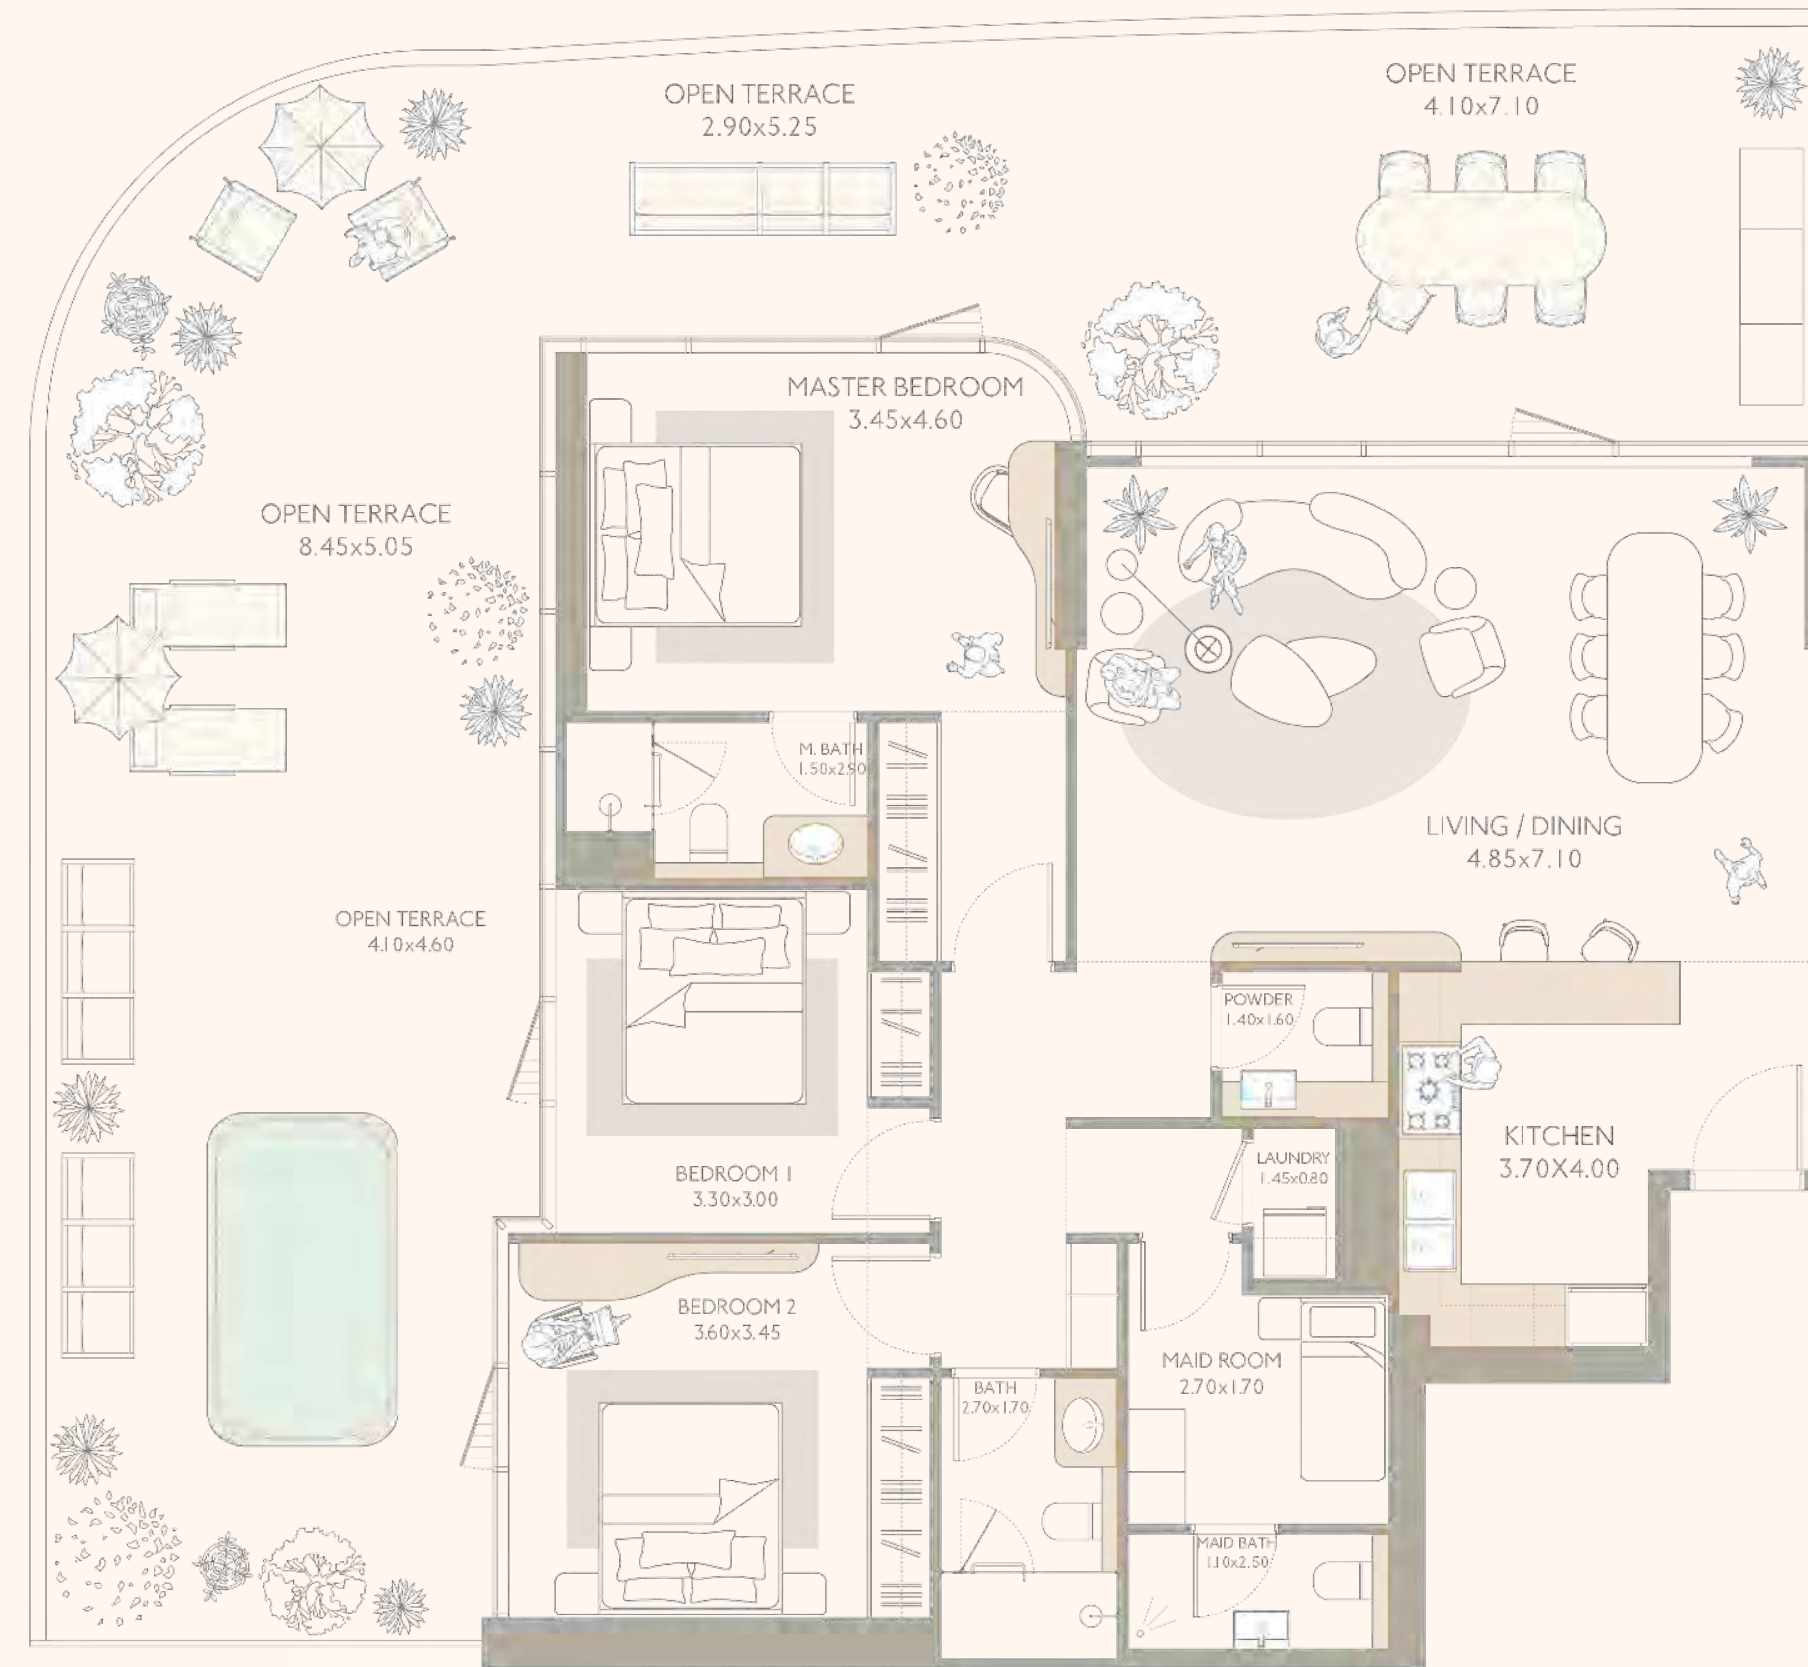 OPEN TERRACE
4.10x7.10
OPEN TERRACE
2.90x5.25
MASTER BEDROOM
3.45x4.60
OPEN TERRACE
8.45x5.05
M. BATH
1.50x2.90
LIVING / DINING
4.85x7.10
OPEN TERRACE
4.10x4.60
POWDER
1.40x1.60
KITCHEN
3.70X4.00
LAUNDRY
1.45x0.80
BEDROOM 1
3.30x3.00
BEDROOM 2
3.60x3.45
MAID ROOM
2.70x1.70
BATH
2.70x1.70
MAID BATH
1.10x2.50